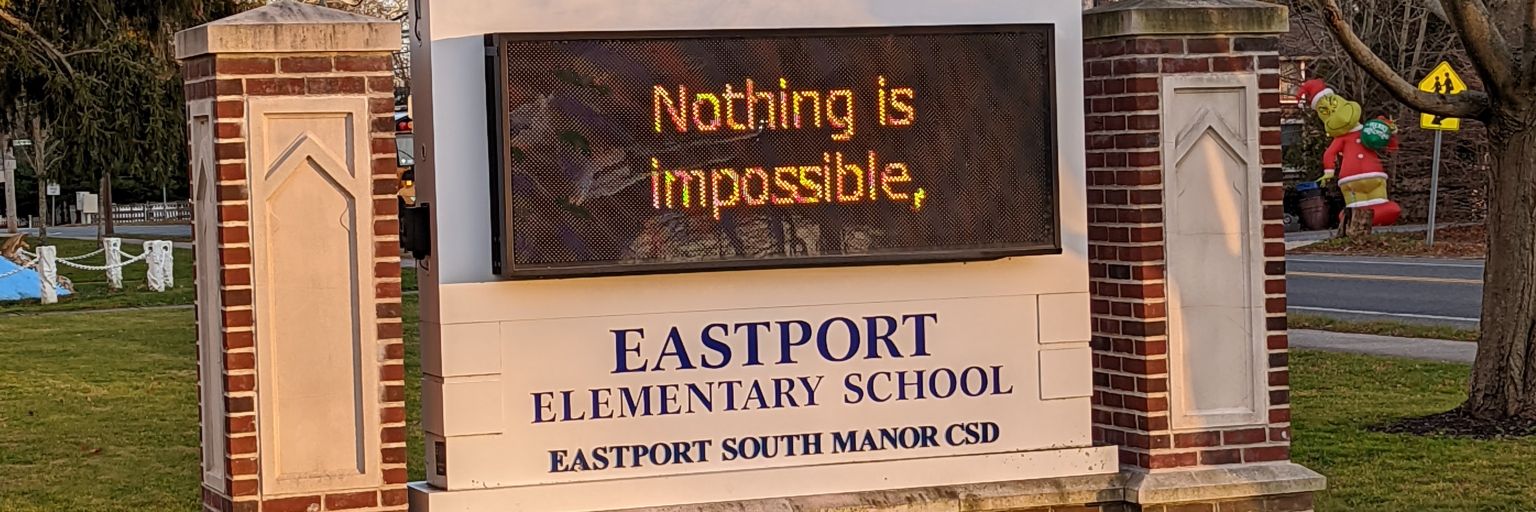 Nothing is
impossible,
EASTPORT
ELEMENTARY SCHOOL
EASTPORT SOUTH MANOR CSD